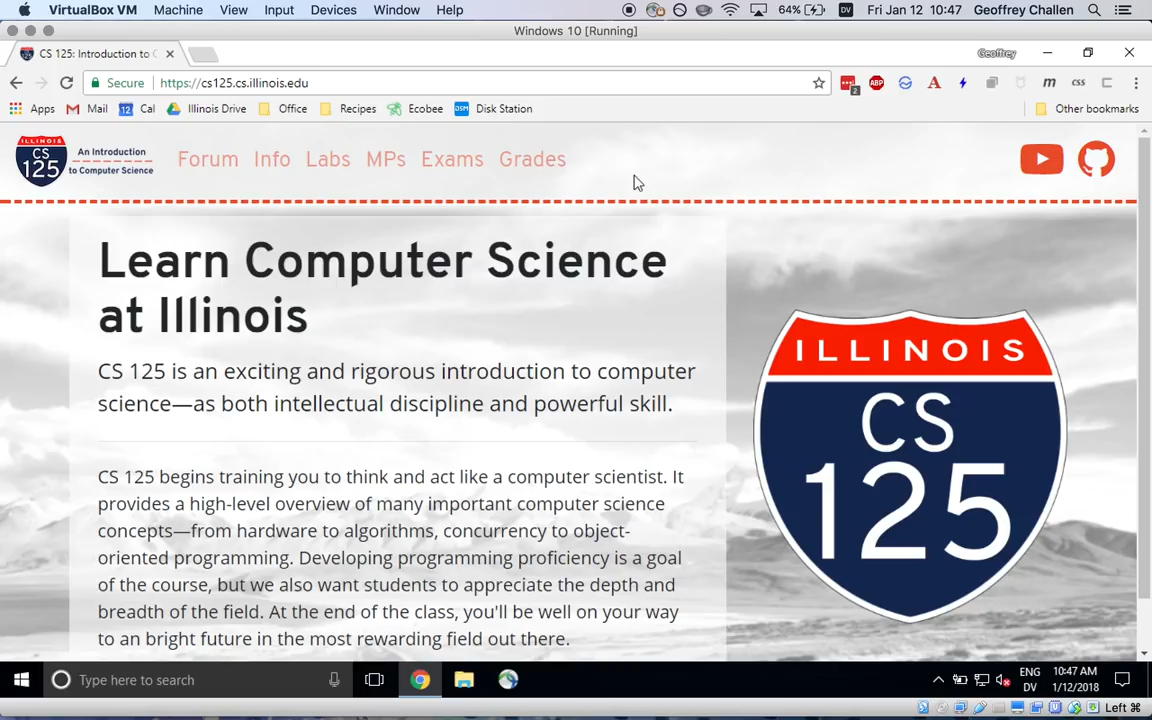 VirtualBox VM Machine View Input Devices Window Help 64% DV Fri Jan 12 10:47 Geoffrey Challen
Windows 10 [Running]
CS 125: Introduction to C Geoffrey
Secure https://cs125.cs.illinois.edu 2 ABP A m CSS C
Apps Mail 12 Cal Illinois Drive Office Recipes Ecobee DSM Disk Station Other bookmarks
ILLINOIS
CS
125
An Introduction
to Computer Science
Forum Info Labs MPs Exams Grades
Learn Computer Science
at Illinois
CS 125 is an exciting and rigorous introduction to computer
science—as both intellectual discipline and powerful skill.
CS 125 begins training you to think and act like a computer scientist. It
provides a high-level overview of many important computer science
concepts—from hardware to algorithms, concurrency to object-
oriented programming. Developing programming proficiency is a goal
of the course, but we also want students to appreciate the depth and
breadth of the field. At the end of the class, you'll be well on your way
to an bright future in the most rewarding field out there.
ILLINOIS
CS
125
Type here to search
ENG
DV
10:47 AM
1/12/2018
Left ⌘